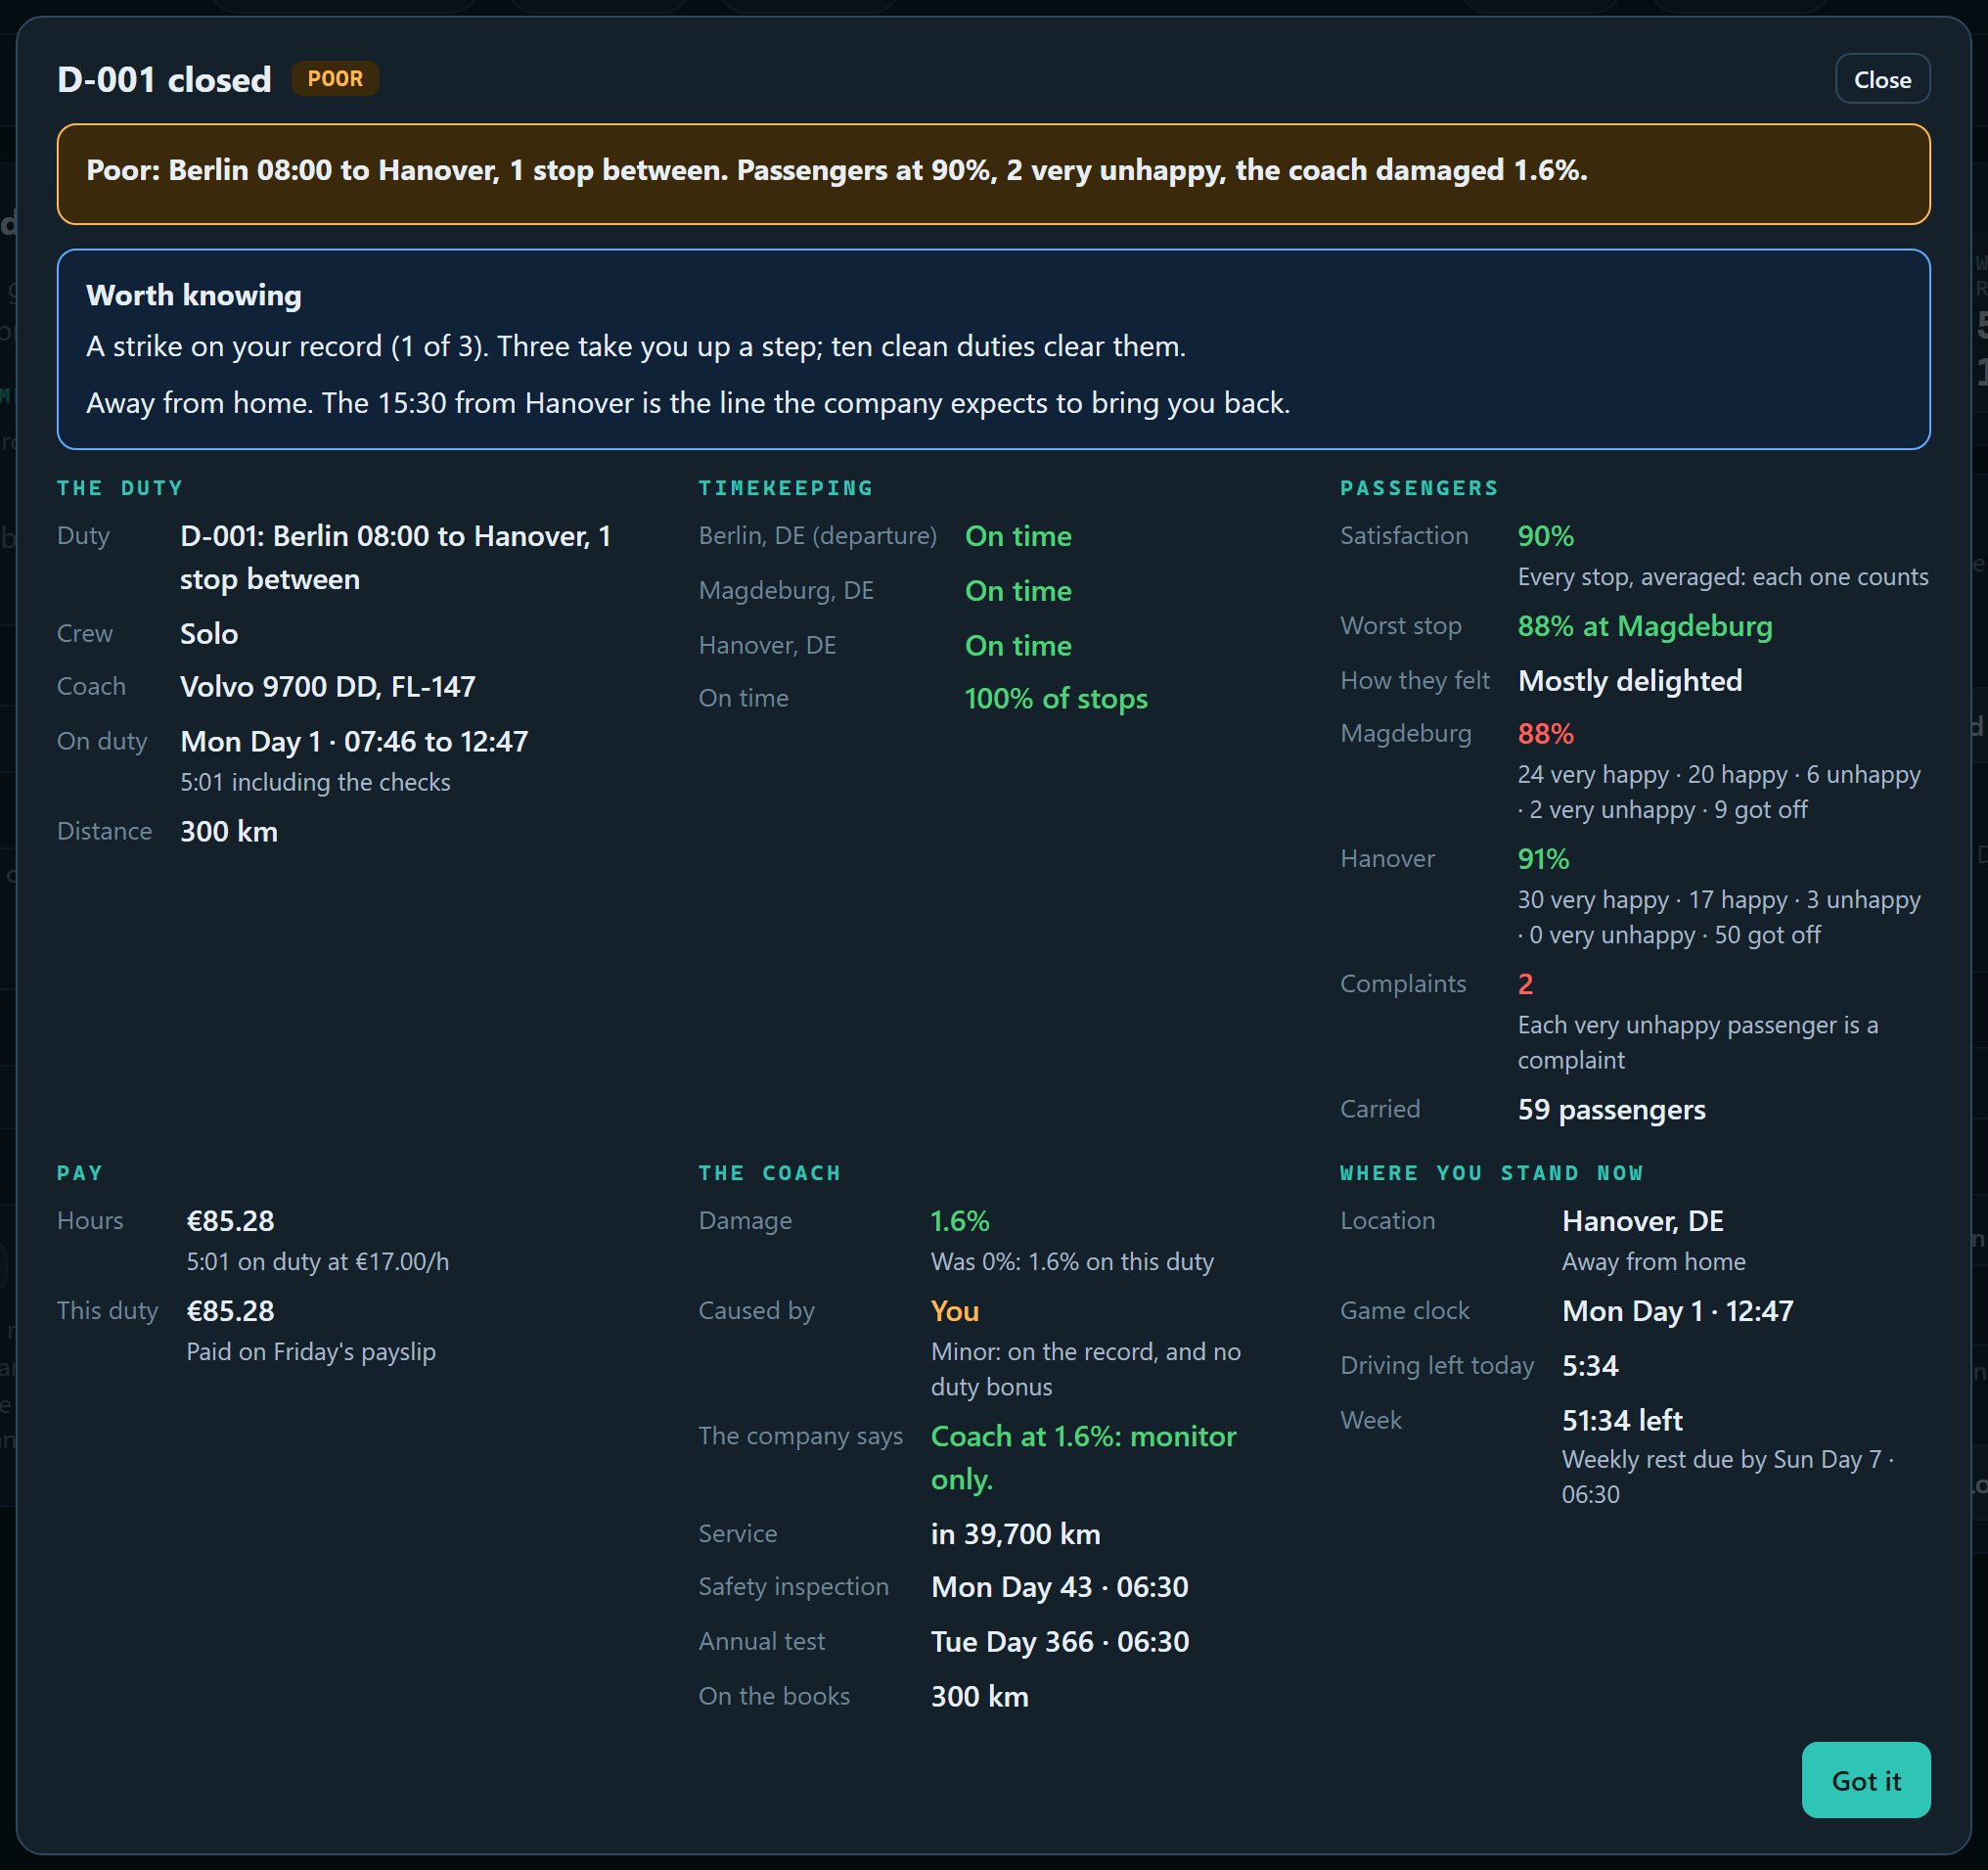 D-001 closed POOR Close
Poor: Berlin 08:00 to Hanover, 1 stop between. Passengers at 90%, 2 very unhappy, the coach damaged 1.6%.
Worth knowing
A strike on your record (1 of 3). Three take you up a step; ten clean duties clear them.
Away from home. The 15:30 from Hanover is the line the company expects to bring you back.
THE DUTY
Duty D-001: Berlin 08:00 to Hanover, 1
stop between
Crew Solo
Coach Volvo 9700 DD, FL-147
On duty Mon Day 1 · 07:46 to 12:47
5:01 including the checks
Distance 300 km
TIMEKEEPING
Berlin, DE (departure) On time
Magdeburg, DE On time
Hanover, DE On time
On time 100% of stops
PASSENGERS
Satisfaction 90%
Every stop, averaged: each one counts
Worst stop 88% at Magdeburg
How they felt Mostly delighted
Magdeburg 88%
24 very happy · 20 happy · 6 unhappy
· 2 very unhappy · 9 got off
Hanover 91%
30 very happy · 17 happy · 3 unhappy
· 0 very unhappy · 50 got off
Complaints 2
Each very unhappy passenger is a
complaint
Carried 59 passengers
PAY
Hours €85.28
5:01 on duty at €17.00/h
This duty €85.28
Paid on Friday's payslip
THE COACH
Damage 1.6%
Was 0%: 1.6% on this duty
Caused by You
Minor: on the record, and no
duty bonus
The company says Coach at 1.6%: monitor
only.
Service in 39,700 km
Safety inspection Mon Day 43 · 06:30
Annual test Tue Day 366 · 06:30
On the books 300 km
WHERE YOU STAND NOW
Location Hanover, DE
Away from home
Game clock Mon Day 1 · 12:47
Driving left today 5:34
Week 51:34 left
Weekly rest due by Sun Day 7 ·
06:30
Got it